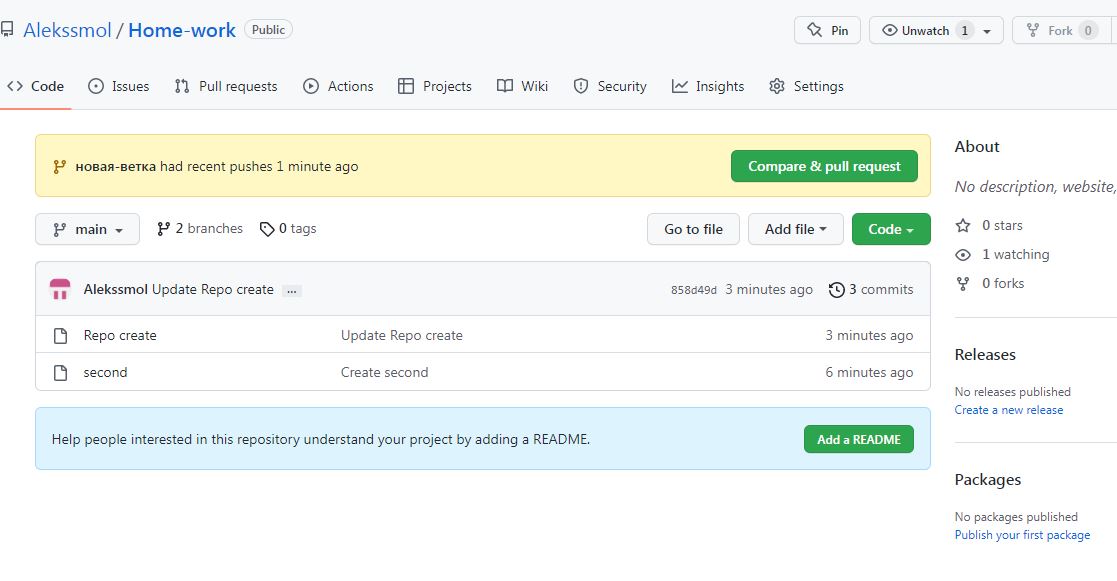 Alekssmol / Home-work Public
Pin
Unwatch 1
Fork 0
Code
Issues
Pull requests
Actions
Projects
Wiki
Security
Insights
Settings
новая-ветка had recent pushes 1 minute ago
Compare & pull request
main
2 branches
0 tags
Go to file
Add file
Code
Alekssmol Update Repo create ...
858d49d 3 minutes ago
3 commits
Repo create Update Repo create 3 minutes ago
second Create second 6 minutes ago
Help people interested in this repository understand your project by adding a README.
Add a README
About
No description, website,
0 stars
1 watching
0 forks
Releases
No releases published
Create a new release
Packages
No packages published
Publish your first package